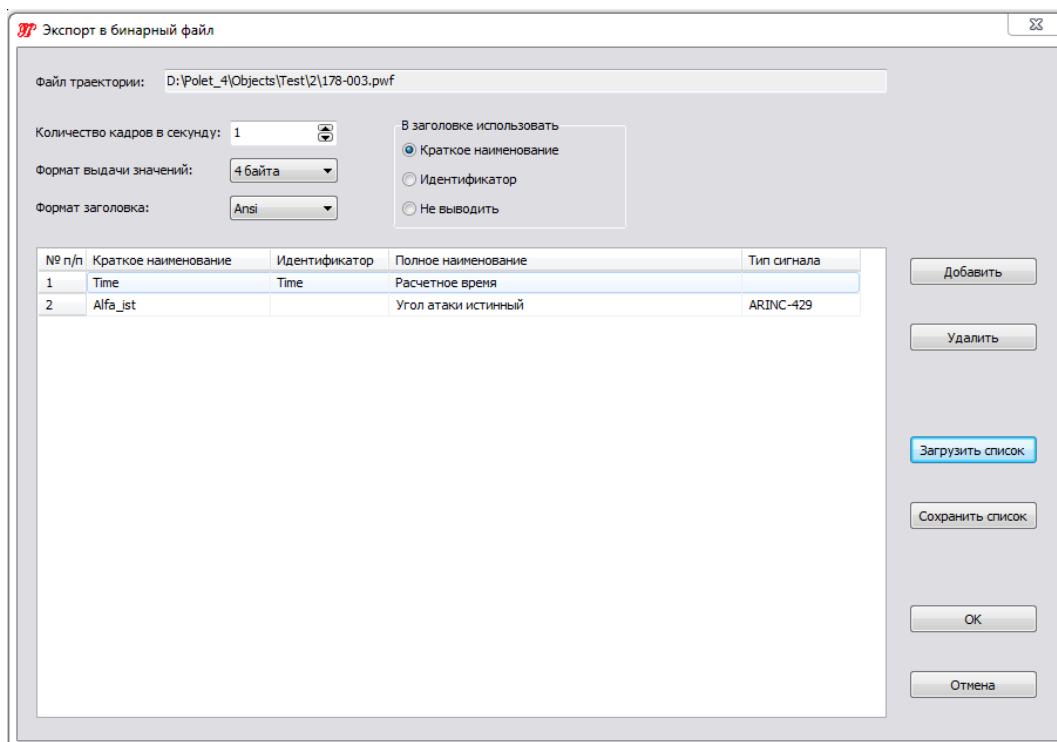 Экспорт в бинарный файл
Файл траектории: D:\Polet_4\Objects\Test\2\178-003.pwf
Количество кадров в секунду: 1
Формат выдачи значений: 4 байта
Формат заголовка: Ansi
В заголовке использовать
Краткое наименование
Идентификатор
Не выводить
№ п/п Краткое наименование Идентификатор Полное наименование Тип сигнала
1 Time Time Расчетное время
2 Alfa_ist Угол атаки истинный ARINC-429
Добавить
Удалить
Загрузить список
Сохранить список
OK
Отмена